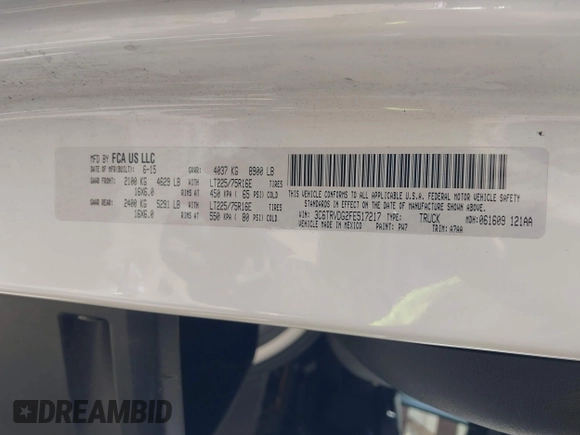 MFD BY FCA US LLC
DATE OF MFR(BUILT): 6-15 GVWR: 4037 KG 8900 LB
GAWR FRONT: 2100 KG 4629 LB WITH LT225/75R16E TIRES
16X6.0 RIMS AT 450 KPA ( 65 PSI) COLD
GAWR REAR: 2400 KG 5291 LB WITH LT225/75R16E TIRES
16X6.0 RIMS AT 550 KPA ( 80 PSI) COLD
THIS VEHICLE CONFORMS TO ALL APPLICABLE U.S.A. FEDERAL MOTOR VEHICLE SAFETY
STANDARDS IN EFFECT ON THE DATE OF MANUFACTURE SHOWN ABOVE.
VIN: 3C6TRVDG2FE517217 TYPE: TRUCK MDH: 061609 121AA
VEHICLE MADE IN MEXICO PAINT: PW7 TRIM: A7AA
DREAMBID